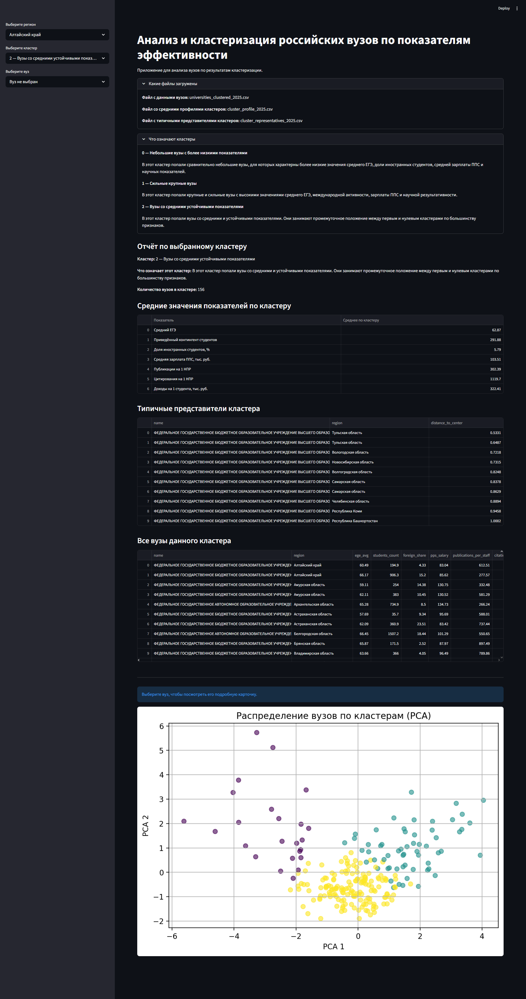 Deploy
Выберите регион
Алтайский край
Выберите кластер
2 — Вузы со средними устойчивыми показ...
Выберите вуз
Вуз не выбран
Анализ и кластеризация российских вузов по показателям
эффективности
Приложение для анализа вузов по результатам кластеризации.
Какие файлы загружены
Файл с данными вузов: universities_clustered_2025.csv
Файл со средними профилями кластеров: cluster_profile_2025.csv
Файл с типичными представителями кластеров: cluster_representatives_2025.csv
Что означают кластеры
0 — Небольшие вузы с более низкими показателями
В этот кластер попали сравнительно небольшие вузы, для которых характерны более низкие значения среднего ЕГЭ, доли иностранных студентов, средней зарплаты ППС и
научных показателей.
1 — Сильные крупные вузы
В этот кластер попали крупные и сильные вузы с высокими значениями среднего ЕГЭ, международной активности, зарплаты ППС и научной результативности.
2 — Вузы со средними устойчивыми показателями
В этот кластер попали вузы со средними и устойчивыми показателями. Они занимают промежуточное положение между первым и нулевым кластерами по большинству
признаков.
Отчёт по выбранному кластеру
Кластер: 2 — Вузы со средними устойчивыми показателями
Что означает этот кластер: В этот кластер попали вузы со средними и устойчивыми показателями. Они занимают промежуточное положение между первым и нулевым кластерами по
большинству признаков.
Количество вузов в кластере: 156
Средние значения показателей по кластеру
Показатель Среднее по кластеру
0 Средний ЕГЭ 62.87
1 Приведённый контингент студентов 291.88
2 Доля иностранных студентов, % 5.79
3 Средняя зарплата ППС, тыс. руб. 103.51
4 Публикации на 1 НПР 302.39
5 Цитирования на 1 НПР 1119.7
6 Доходы на 1 студента, тыс. руб. 322.41
Типичные представители кластера
name region distance_to_center
0 ФЕДЕРАЛЬНОЕ ГОСУДАРСТВЕННОЕ БЮДЖЕТНОЕ ОБРАЗОВАТЕЛЬНОЕ УЧРЕЖДЕНИЕ ВЫСШЕГО ОБРАЗО Тульская область 0.5331
1 ФЕДЕРАЛЬНОЕ ГОСУДАРСТВЕННОЕ БЮДЖЕТНОЕ ОБРАЗОВАТЕЛЬНОЕ УЧРЕЖДЕНИЕ ВЫСШЕГО ОБРАЗО Тульская область 0.6487
2 ФЕДЕРАЛЬНОЕ ГОСУДАРСТВЕННОЕ БЮДЖЕТНОЕ ОБРАЗОВАТЕЛЬНОЕ УЧРЕЖДЕНИЕ ВЫСШЕГО ОБРАЗО Вологодская область 0.7218
3 ФЕДЕРАЛЬНОЕ ГОСУДАРСТВЕННОЕ БЮДЖЕТНОЕ ОБРАЗОВАТЕЛЬНОЕ УЧРЕЖДЕНИЕ ВЫСШЕГО ОБРАЗО Новосибирская область 0.7315
4 ФЕДЕРАЛЬНОЕ ГОСУДАРСТВЕННОЕ БЮДЖЕТНОЕ ОБРАЗОВАТЕЛЬНОЕ УЧРЕЖДЕНИЕ ВЫСШЕГО ОБРАЗО Волгоградская область 0.8248
5 ФЕДЕРАЛЬНОЕ ГОСУДАРСТВЕННОЕ БЮДЖЕТНОЕ ОБРАЗОВАТЕЛЬНОЕ УЧРЕЖДЕНИЕ ВЫСШЕГО ОБРАЗО Самарская область 0.8378
6 ФЕДЕРАЛЬНОЕ ГОСУДАРСТВЕННОЕ БЮДЖЕТНОЕ ОБРАЗОВАТЕЛЬНОЕ УЧРЕЖДЕНИЕ ВЫСШЕГО ОБРАЗО Самарская область 0.8629
7 ФЕДЕРАЛЬНОЕ ГОСУДАРСТВЕННОЕ БЮДЖЕТНОЕ ОБРАЗОВАТЕЛЬНОЕ УЧРЕЖДЕНИЕ ВЫСШЕГО ОБРАЗО Челябинская область 0.8894
8 ФЕДЕРАЛЬНОЕ ГОСУДАРСТВЕННОЕ БЮДЖЕТНОЕ ОБРАЗОВАТЕЛЬНОЕ УЧРЕЖДЕНИЕ ВЫСШЕГО ОБРАЗО Республика Коми 0.9458
9 ФЕДЕРАЛЬНОЕ ГОСУДАРСТВЕННОЕ БЮДЖЕТНОЕ ОБРАЗОВАТЕЛЬНОЕ УЧРЕЖДЕНИЕ ВЫСШЕГО ОБРАЗО Республика Башкортостан 1.0002
Все вузы данного кластера
name region ege_avg students_count foreign_share pps_salary publications_per_staff citatio
0 ФЕДЕРАЛЬНОЕ ГОСУДАРСТВЕННОЕ БЮДЖЕТНОЕ ОБРАЗОВАТЕЛЬНОЕ УЧРЕЖДЕН Алтайский край 60.49 194.9 4.33 83.04 612.51
1 ФЕДЕРАЛЬНОЕ ГОСУДАРСТВЕННОЕ БЮДЖЕТНОЕ ОБРАЗОВАТЕЛЬНОЕ УЧРЕЖДЕН Алтайский край 66.17 906.3 15.2 85.62 277.57
2 ФЕДЕРАЛЬНОЕ ГОСУДАРСТВЕННОЕ БЮДЖЕТНОЕ ОБРАЗОВАТЕЛЬНОЕ УЧРЕЖДЕН Амурская область 59.11 254 14.38 130.75 332.48
3 ФЕДЕРАЛЬНОЕ ГОСУДАРСТВЕННОЕ БЮДЖЕТНОЕ ОБРАЗОВАТЕЛЬНОЕ УЧРЕЖДЕН Амурская область 62.11 383 10.45 130.52 581.29
4 ФЕДЕРАЛЬНОЕ ГОСУДАРСТВЕННОЕ АВТОНОМНОЕ ОБРАЗОВАТЕЛЬНОЕ УЧРЕЖДЕ Архангельская область 65.28 734.9 8.5 134.73 266.24
5 ФЕДЕРАЛЬНОЕ ГОСУДАРСТВЕННОЕ БЮДЖЕТНОЕ ОБРАЗОВАТЕЛЬНОЕ УЧРЕЖДЕН Астраханская область 57.69 35.7 9.34 95.69 588.01
6 ФЕДЕРАЛЬНОЕ ГОСУДАРСТВЕННОЕ БЮДЖЕТНОЕ ОБРАЗОВАТЕЛЬНОЕ УЧРЕЖДЕН Астраханская область 62.09 360.9 23.51 83.42 737.44
7 ФЕДЕРАЛЬНОЕ ГОСУДАРСТВЕННОЕ АВТОНОМНОЕ ОБРАЗОВАТЕЛЬНОЕ УЧРЕЖДЕ Белгородская область 66.45 1507.2 18.44 101.29 550.65
8 ФЕДЕРАЛЬНОЕ ГОСУДАРСТВЕННОЕ БЮДЖЕТНОЕ ОБРАЗОВАТЕЛЬНОЕ УЧРЕЖДЕН Брянская область 65.87 171.5 2.52 87.97 897.49
9 ФЕДЕРАЛЬНОЕ ГОСУДАРСТВЕННОЕ БЮДЖЕТНОЕ ОБРАЗОВАТЕЛЬНОЕ УЧРЕЖДЕН Владимирская область 63.66 366 4.05 96.49 789.86
Выберите вуз, чтобы посмотреть его подробную карточку.
Распределение вузов по кластерам (PCA)
6
5
4
3
2
1
0
−1
−2
PCA 2
−6 −4 −2 0 2 4
PCA 1